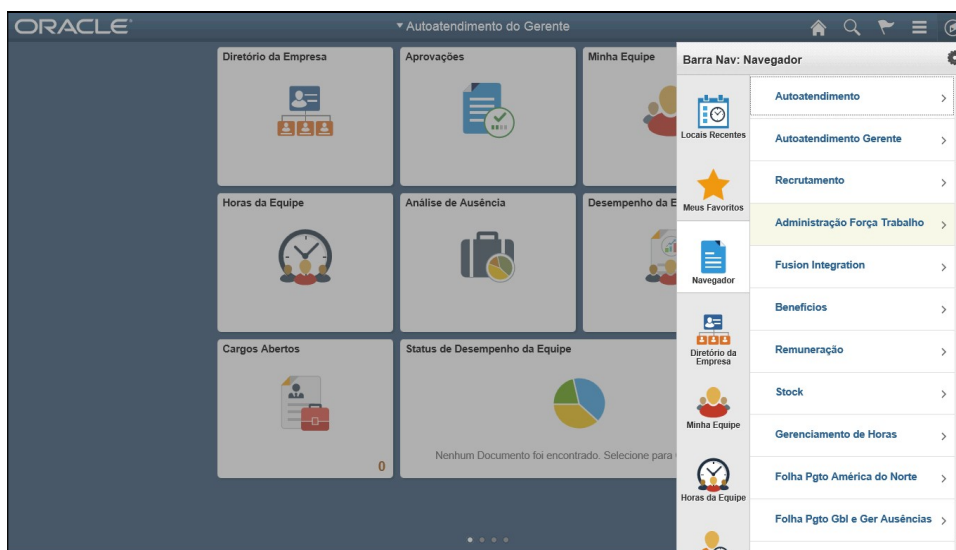 ORACLE
Autoatendimento do Gerente
Diretório da Empresa
Aprovações
Minha Equipe
Horas da Equipe
Análise de Ausência
Desempenho da E
Cargos Abertos
0
Status de Desempenho da Equipe
Nenhum Documento foi encontrado. Selecione para
Barra Nav: Navegador
Locais Recentes
Meus Favoritos
Navegador
Diretório da
Empresa
Minha Equipe
Horas da Equipe
Autoatendimento
Autoatendimento Gerente
Recrutamento
Administração Força Trabalho
Fusion Integration
Benefícios
Remuneração
Stock
Gerenciamento de Horas
Folha Pgto América do Norte
Folha Pgto Gbl e Ger Ausências